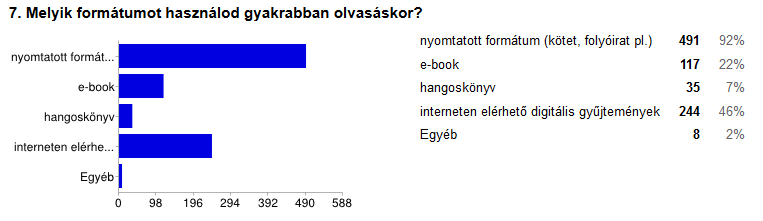 7. Melyik formátumot használod gyakrabban olvasáskor?
nyomtatott formát...
e-book
hangoskönyv
interneten elérhe...
Egyéb
0 98 196 294 392 490 588
nyomtatott formátum (kötet, folyóirat pl.) 491 92%
e-book 117 22%
hangoskönyv 35 7%
interneten elérhető digitális gyűjtemények 244 46%
Egyéb 8 2%